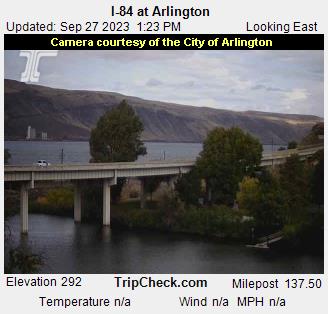 I-84 at Arlington
Updated: Sep 27 2023 1:23 PM Looking East
Camera courtesy of the City of Arlington
Elevation 292 TripCheck.com Milepost 137.50
Temperature n/a Wind n/a MPH n/a